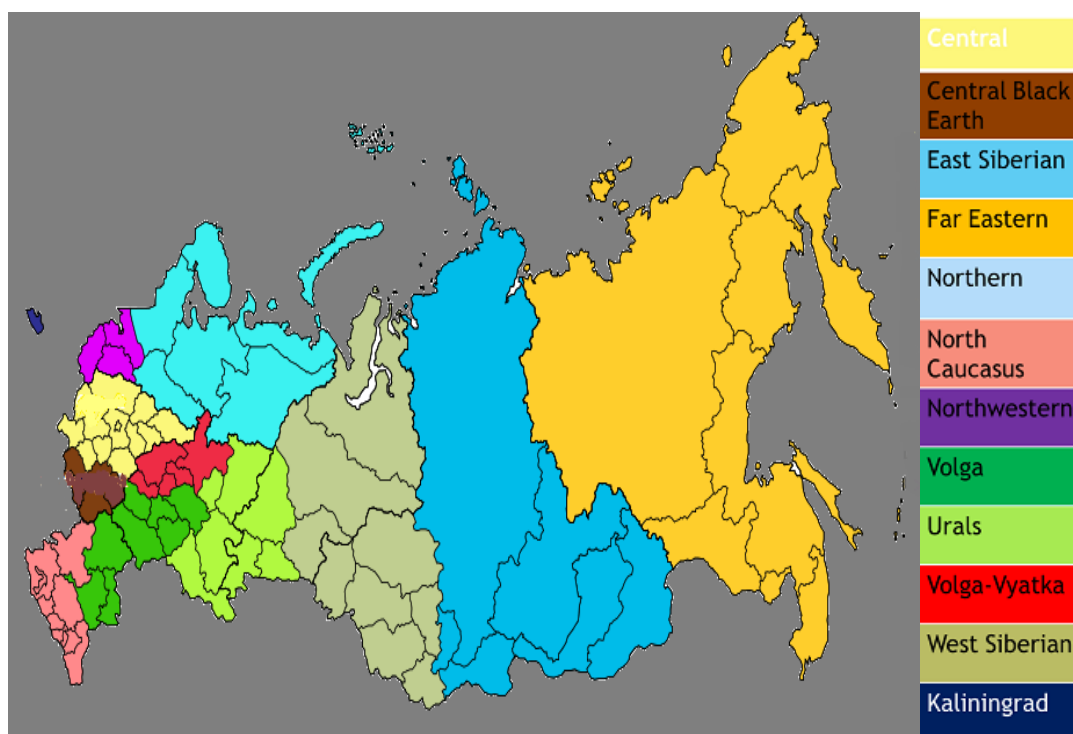 Central
Central Black
Earth
East Siberian
Far Eastern
Northern
North
Caucasus
Northwestern
Volga
Urals
Volga-Vyatka
West Siberian
Kaliningrad